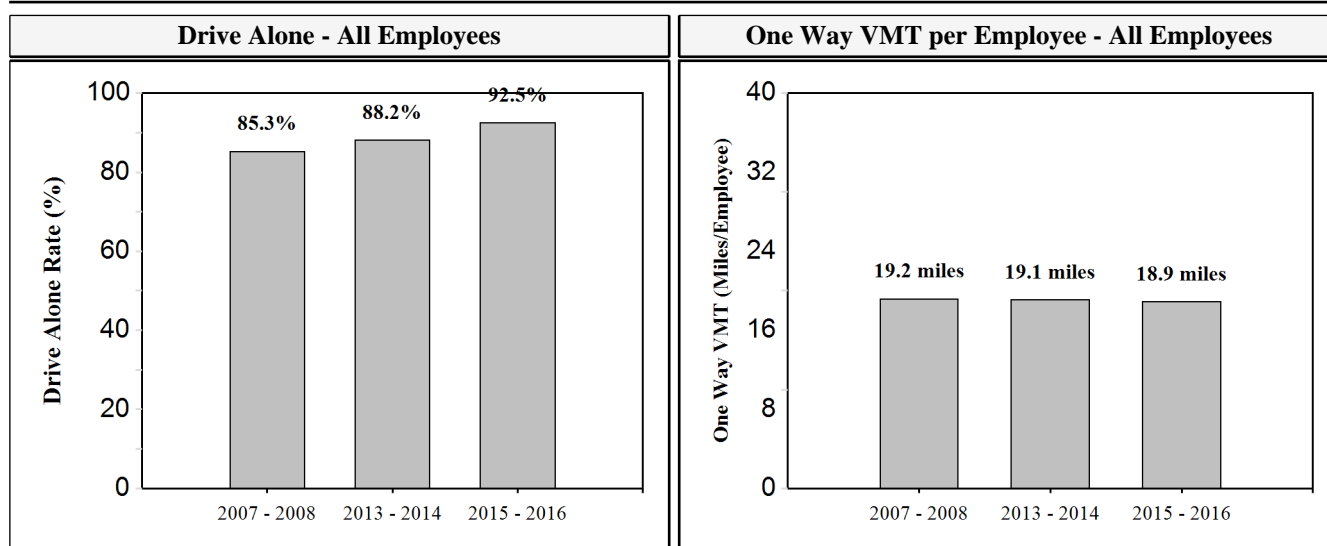 Drive Alone - All Employees
One Way VMT per Employee - All Employees
Drive Alone Rate (%)
100
80
60
40
20
0
85.3%
88.2%
92.5%
2007 - 2008
2013 - 2014
2015 - 2016
One Way VMT (Miles/Employee)
40
32
24
16
8
0
19.2 miles
19.1 miles
18.9 miles
2007 - 2008
2013 - 2014
2015 - 2016